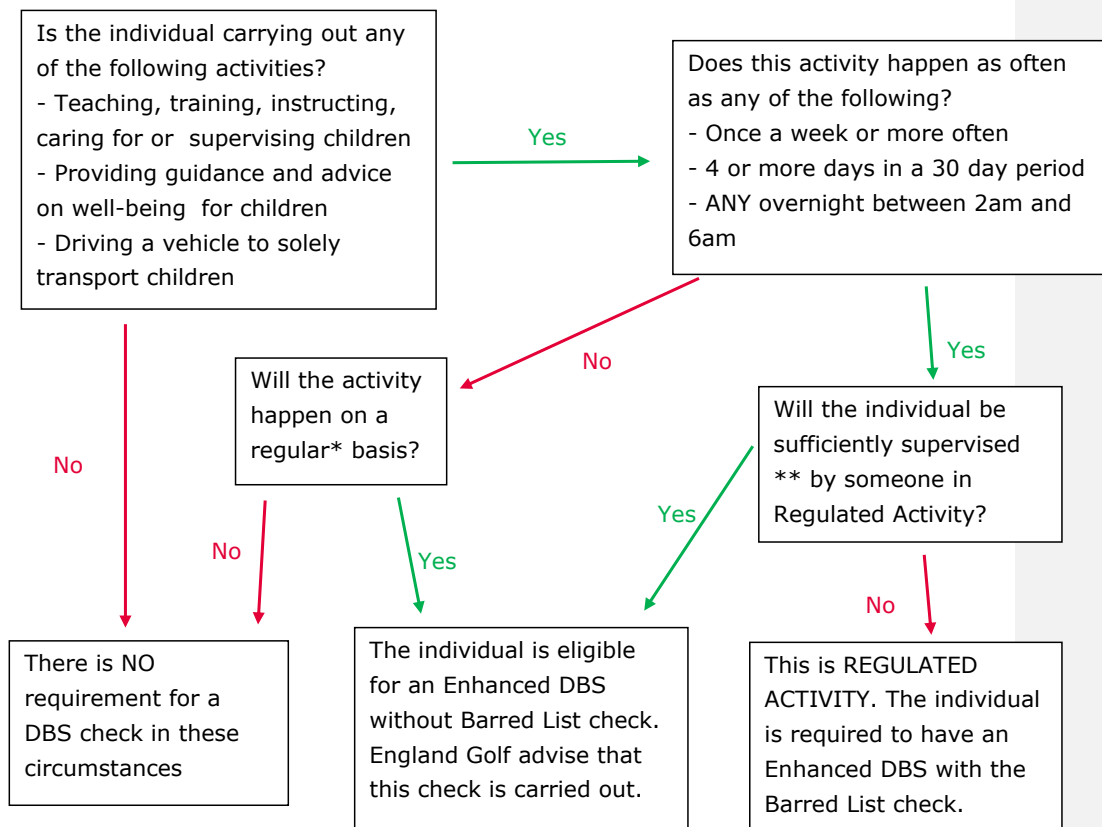 Is the individual carrying out any
of the following activities?
- Teaching, training, instructing,
caring for or supervising children
- Providing guidance and advice
on well-being for children
- Driving a vehicle to solely
transport children
Yes
Does this activity happen as often
as any of the following?
- Once a week or more often
- 4 or more days in a 30 day period
- ANY overnight between 2am and
6am
No
Yes
Will the activity
happen on a
regular* basis?
Will the individual be
sufficiently supervised
** by someone in
Regulated Activity?
No
No
Yes
Yes
No
There is NO
requirement for a
DBS check in these
circumstances
The individual is eligible
for an Enhanced DBS
without Barred List check.
England Golf advise that
this check is carried out.
This is REGULATED
ACTIVITY. The individual
is required to have an
Enhanced DBS with the
Barred List check.